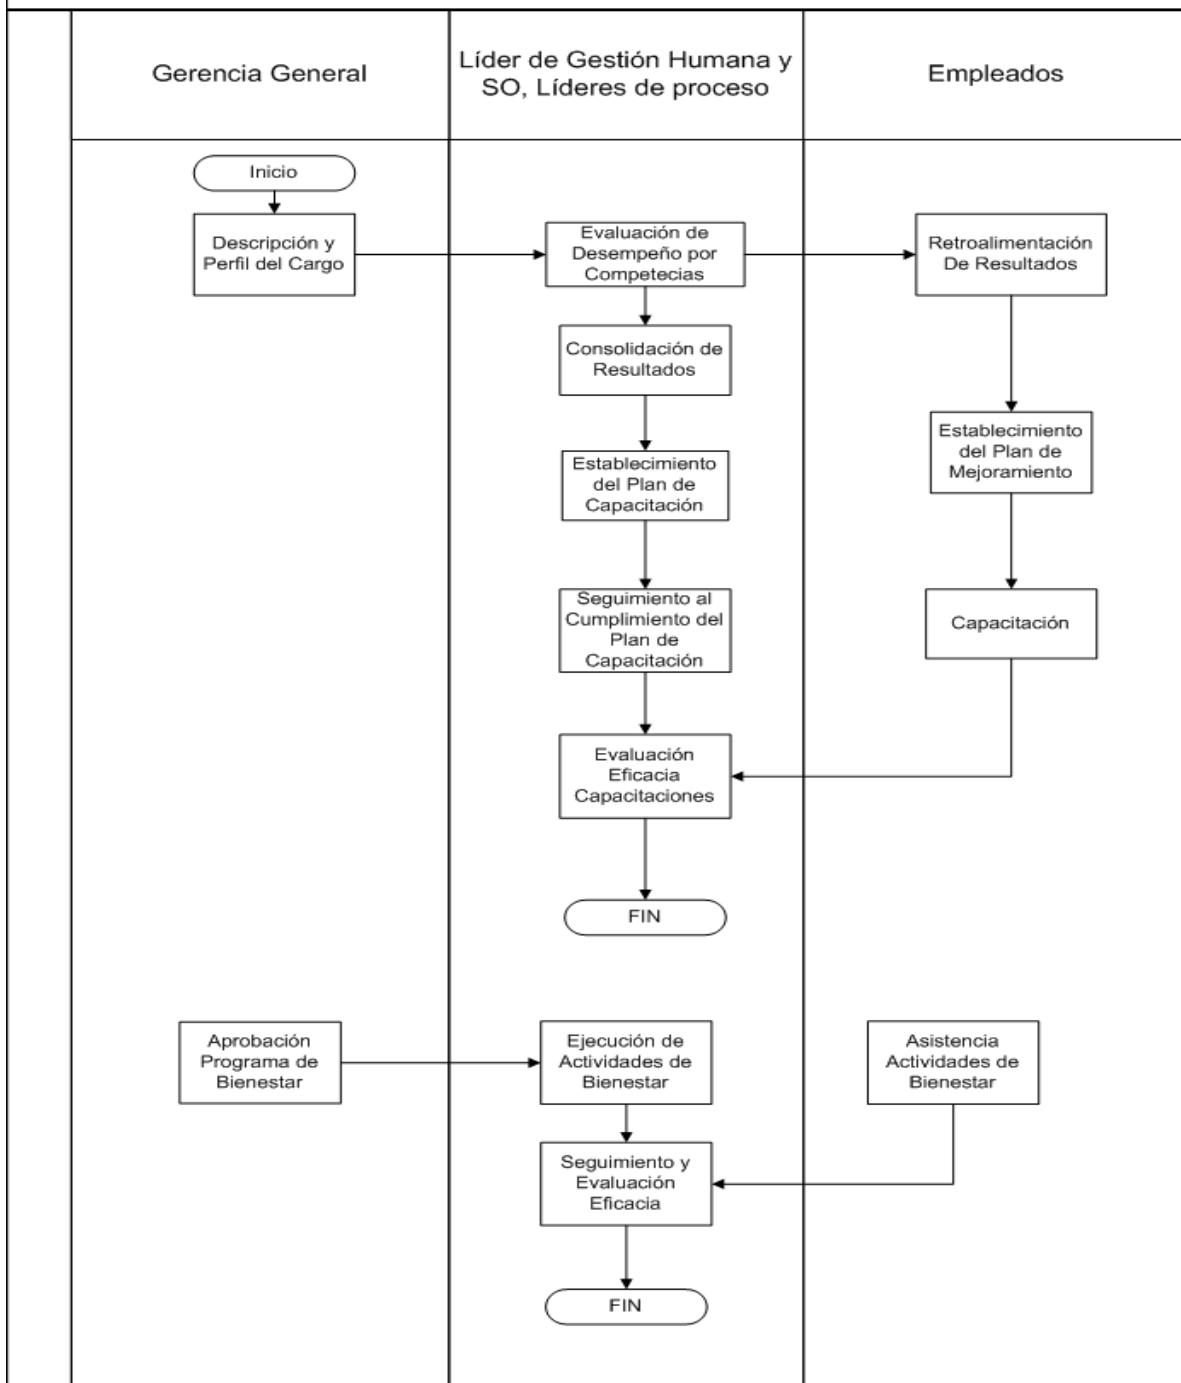 Gerencia General
Líder de Gestión Humana y
SO, Líderes de proceso
Empleados
Inicio
Descripción y
Perfil del Cargo
Evaluación de
Desempeño por
Competecias
Retroalimentación
De Resultados
Consolidación de
Resultados
Establecimiento
del Plan de
Mejoramiento
Establecimiento
del Plan de
Capacitación
Seguimiento al
Cumplimiento del
Plan de
Capacitación
Capacitación
Evaluación
Eficacia
Capacitaciones
FIN
Aprobación
Programa de
Bienestar
Ejecución de
Actividades de
Bienestar
Asistencia
Actividades de
Bienestar
Seguimiento y
Evaluación
Eficacia
FIN